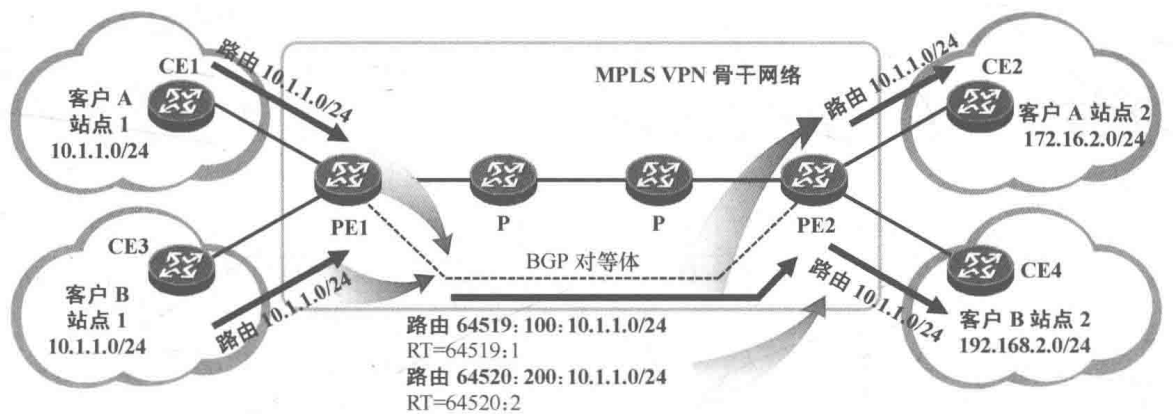 CE1
路由 10.1.1.0/24
客户 A
站点 1
10.1.1.0/24
MPLS VPN 骨干网络
路由 10.1.1.0/24
CE2
客户 A 站点 2
172.16.2.0/24
PE1
P
P
PE2
CE3
客户 B
站点 1
10.1.1.0/24
路由 10.1.1.0/24
BGP 对等体
路由 10.1.1.0/24
CE4
客户 B 站点 2
192.168.2.0/24
路由 64519:100:10.1.1.0/24
RT=64519:1
路由 64520:200:10.1.1.0/24
RT=64520:2